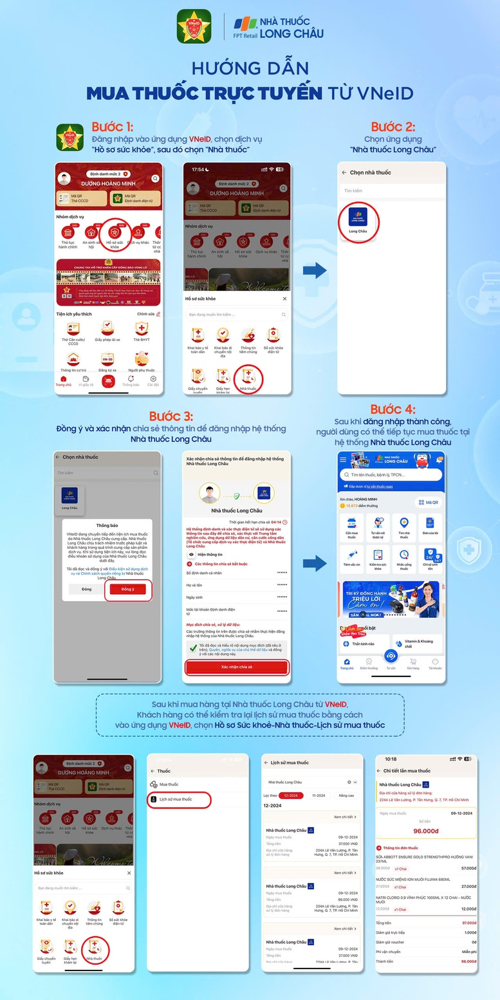 VNeID
FPT Retail
NHÀ THUỐC
LONG CHÂU
HƯỚNG DẪN
MUA THUỐC TRỰC TUYẾN TỪ VNeID
Bước 1:
Đăng nhập vào ứng dụng VNeID, chọn dịch vụ
"Hồ sơ sức khỏe", sau đó chọn "Nhà thuốc"
Bước 2:
Chọn ứng dụng
"Nhà thuốc Long Châu"
Định danh mức 2
DƯƠNG HOÀNG MINH
Mã QR
Thẻ CCCD
Mã QR
Định danh điện tử
Nhóm dịch vụ
Thủ tục
hành chính
An sinh xã
hội
Hồ sơ sức
khỏe
Dịch vụ khác
CHUNG TAY HỖ TRỢ KHẨN CẤP ĐỒNG BÀO VÙNG LŨ
Tiện ích yêu thích
Chỉnh sửa
Thẻ Căn cước/
CCCD
Giấy phép lái xe
Thẻ BHYT
Thông tin cư trú
Đăng ký xe
Người phụ thuộc
Trang chủ
Ví giấy tờ
Thông báo
Cài đặt
17:54
Định danh mức 2
DƯƠNG HOÀNG MINH
Mã QR
Thẻ CCCD
Mã QR
Định danh điện tử
Nhóm dịch vụ
Thủ tục
hành chính
An sinh xã
hội
Hồ sơ sức
khỏe
Dịch vụ khác
Hồ sơ sức khỏe
Bạn đang muốn tìm kiếm ...
Khai báo y tế
toàn dân
Khai báo di
chuyển nội
địa
Thông tin
tiêm chủng
Sổ sức khỏe
điện tử
Giấy chuyển
tuyến
Giấy hẹn
khám lại
Nhà thuốc
Chọn nhà thuốc
Tìm kiếm
NHÀ THUỐC
LONG CHÂU
Long Châu
Bước 3:
Đồng ý và xác nhận chia sẻ thông tin để đăng nhập hệ thống
Nhà thuốc Long Châu
Bước 4:
Sau khi đăng nhập thành công,
người dùng có thể tiếp tục mua thuốc tại
hệ thống Nhà thuốc Long Châu
Chọn nhà thuốc
Tìm kiếm
Long Châu
Thông báo
VNeID đang chuyển tiếp đến tiện ích mua thuốc
do Nhà thuốc Long Châu cung cấp. Nhà thuốc
Long Châu chịu trách nhiệm trước pháp luật và
khách hàng trong quá trình cung cấp sản phẩm
dịch vụ. Khi sử dụng tiện ích này, vui lòng đọc
điều khoản sử dụng của Nhà thuốc Long Châu
dưới đây.
Tôi đã đọc và đồng ý với Điều kiện sử dụng dịch
vụ và Chính sách quyền riêng tư Nhà thuốc
Long Châu
Đóng
Đồng ý
Xác nhận chia sẻ thông tin để đăng nhập hệ thống
Nhà thuốc Long Châu
Nhà thuốc Long Châu
Thời gian hết hạn chia sẻ 04:14
Hệ thống định danh và xác thực điện tử sẽ sử dụng các
thông tin sau đây để chia sẻ, xác thực với Trung tâm
nghiên cứu, ứng dụng dữ liệu dân cư, căn cước công dân
(Tổ chức cung cấp dịch vụ xác thực điện tử) và Nhà thuốc
Long Châu
Hiện thông tin
Các thông tin chia sẻ bắt buộc
Số định danh cá nhân ••••••
Họ và tên ••••••
Ngày sinh ••••••
Mức tài khoản Định danh điện
tử ••••••
Mục đích chia sẻ, xử lý dữ liệu:
Các trường thông tin trên được chia sẻ nhằm thực hiện đăng
nhập hệ thống của Nhà thuốc Long Châu.
Tôi đã đọc và hiểu rõ nội dung mục đích (đã nêu ở
trên); Quyền, nghĩa vụ của chủ thể dữ liệu và đồng
ý với các nội dung này.
Xác nhận chia sẻ
NHÀ THUỐC
FPT Retail LONG CHÂU
Tìm tên thuốc, bệnh lý, TPCN...
Gặp dược sĩ tư vấn thuốc ngay
Xin chào, HOÀNG MINH
13.673 điểm thưởng
Mã QR
Cần mua
thuốc
Tư vấn với
dược sỹ
Tìm nhà
thuốc
Đơn của tôi
Tiêm vắc xin
Kiểm tra sức
khỏe
Nhắc uống
thuốc
Chỉ số sinh
tồn
24/7
TRI KỶ ĐỒNG HÀNH
TRIỆU LỜI
Cảm ơn!
Khỏe Vẹn Tròn
Thần kinh não
Vitamin & Khoáng
chất
Trang chủ
Điểm thưởng
Tư vấn
Giỏ hàng
Tài khoản
Sau khi mua hàng tại Nhà thuốc Long Châu từ VNeID,
Khách hàng có thể kiểm tra lại lịch sử mua thuốc bằng cách
vào ứng dụng VNeID, chọn Hồ sơ Sức khoẻ-Nhà thuốc-Lịch sử mua thuốc
Định danh mức 2
DƯƠNG HOÀNG MINH
Mã QR
Thẻ CCCD
Mã QR
Định danh điện tử
Nhóm dịch vụ
Thủ tục
hành chính
An sinh xã
hội
Hồ sơ sức
khỏe
Dịch vụ khác
Hồ sơ sức khỏe
Bạn đang muốn tìm kiếm ...
Khai báo y tế
toàn dân
Khai báo di
chuyển nội
địa
Thông tin
tiêm chủng
Sổ sức khỏe
điện tử
Giấy chuyển
tuyến
Giấy hẹn
khám lại
Nhà thuốc
Thuốc
Mua thuốc
Lịch sử mua thuốc
Lịch sử mua thuốc
Nhà thuốc Long Châu
Lọc theo 12-2024 11-2024 Nâng cao
12-2024
Xem chi tiết
Nhà thuốc Long Châu
Ngày mua thuốc 09-12-2024
Tổng tiền 37.000 VNĐ
Địa chỉ cửa hàng
xử lý đơn hàng
224A Lê Văn Lương, P. Tân
Hưng, Q. 7, TP. Hồ Chí Minh
Xem chi tiết
Nhà thuốc Long Châu
Ngày mua thuốc 09-12-2024
Tổng tiền 96.000 VNĐ
Địa chỉ cửa hàng
xử lý đơn hàng
224A Lê Văn Lương, P. Tân
Hưng, Q. 7, TP. Hồ Chí Minh
Xem chi tiết
Nhà thuốc Long Châu
Ngày mua thuốc 09-12-2024
Tổng tiền 27.000 VNĐ
Địa chỉ cửa hàng
224A Lê Văn Lương, P. Tân
10:18
Chi tiết lần mua thuốc
Nhà thuốc Long Châu
Địa chỉ cửa hàng xử lý đơn hàng:
224A Lê Văn Lương, P. Tân Hưng, Q. 7, TP. Hồ Chí Minh
Ngày mua thuốc 09-12-2024
Số tiền
96.000đ
Thông tin đơn thuốc
SỮA ABBOTT ENSURE GOLD STRENGTHPRO HƯƠNG VANI
237ML
58.000đ x1 Chai 57.000đ
NƯỚC SÚC MIỆNG ION MUỐI FUJIWA 680ML
27.000đ x1 Chai 27.000đ
NATRI CLORID 0.9 VĨNH PHÚC 1000ML X 12 CHAI - NƯỚC
MUỐI
12.000đ x1 Chai 12.000đ
Tổng tiền 97.000đ
Giảm giá trực tiếp 1.000đ
Giảm giá voucher 0đ
Phí vận chuyển Miễn phí
Thành tiền 96.000đ